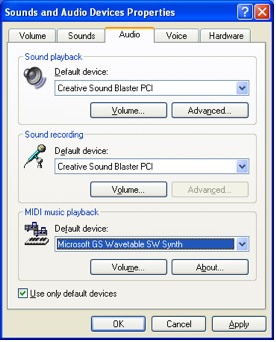 Sounds and Audio Devices Properties
Volume Sounds Audio Voice Hardware
Sound playback
Default device:
Creative Sound Blaster PCI
Volume... Advanced...
Sound recording
Default device:
Creative Sound Blaster PCI
Volume... Advanced...
MIDI music playback
Default device:
Microsoft GS Wavetable SW Synth
Volume... About...
Use only default devices
OK Cancel Apply